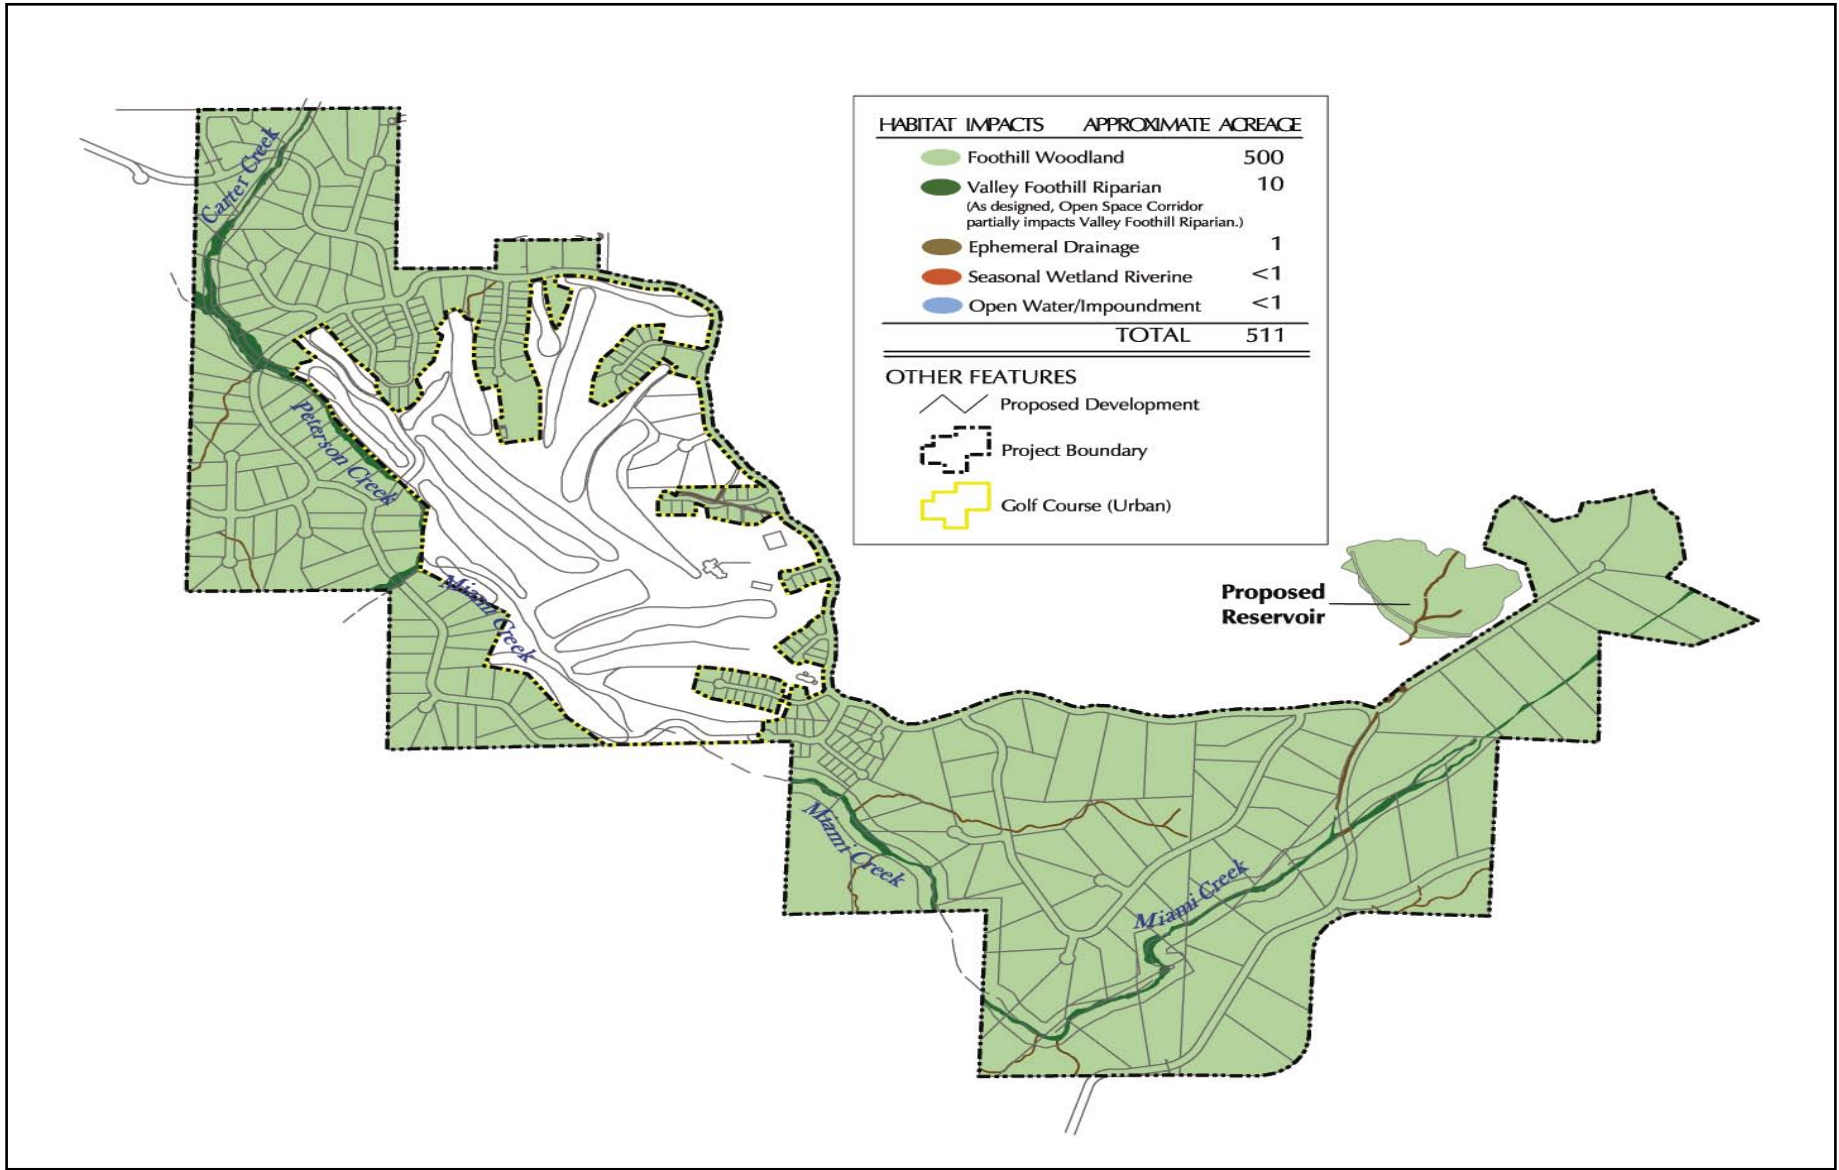 HABITAT IMPACTS APPROXIMATE ACREAGE
Foothill Woodland 500
Valley Foothill Riparian 10
(As designed, Open Space Corridor
partially impacts Valley Foothill Riparian.)
Ephemeral Drainage 1
Seasonal Wetland Riverine <1
Open Water/Impoundment <1
TOTAL 511
OTHER FEATURES
Proposed Development
Project Boundary
Golf Course (Urban)
Carter Creek
Peterson Creek
Miami Creek
Proposed
Reservoir
Miami Creek
Miami Creek